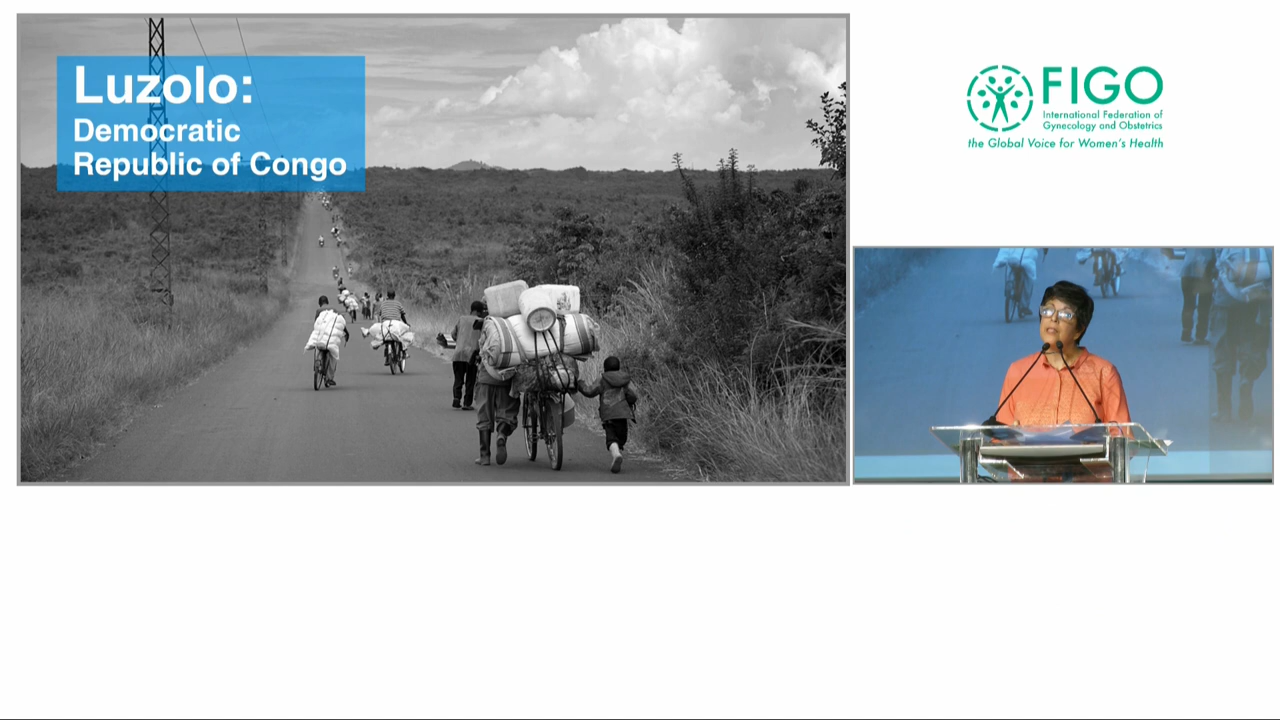 Luzolo:
Democratic
Republic of Congo
FIGO
International Federation of
Gynecology and Obstetrics
the Global Voice for Women's Health